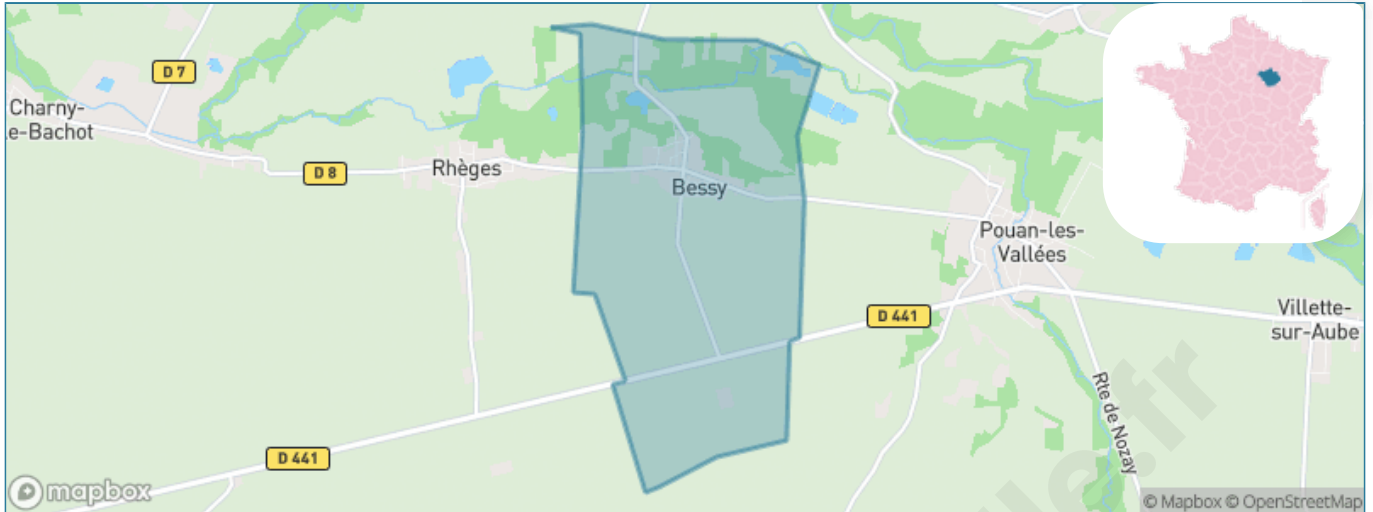 D 7
Charny-
le-Bachot
Rhèges
D 8
Bessy
Pouan-les-
Vallées
D 441
Villette-
sur-Aube
Rte de Nozay
D 441
mapbox
© Mapbox © OpenStreetMap